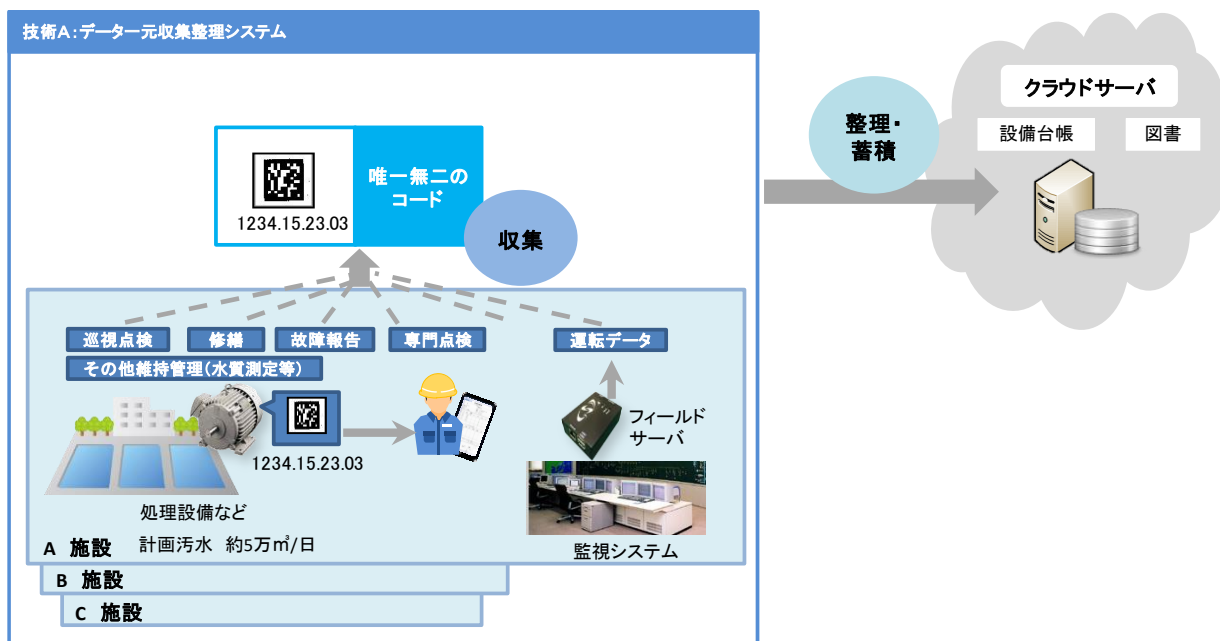 技術A:データ一元収集整理システム
クラウドサーバ
整理・
蓄積
設備台帳
図書
唯一無二の
コード
1234.15.23.03
収集
巡視点検
修繕
故障報告
専門点検
運転データ
その他維持管理(水質測定等)
フィールド
サーバ
1234.15.23.03
処理設備など
A 施設
計画汚水 約5万㎥/日
監視システム
B 施設
C 施設